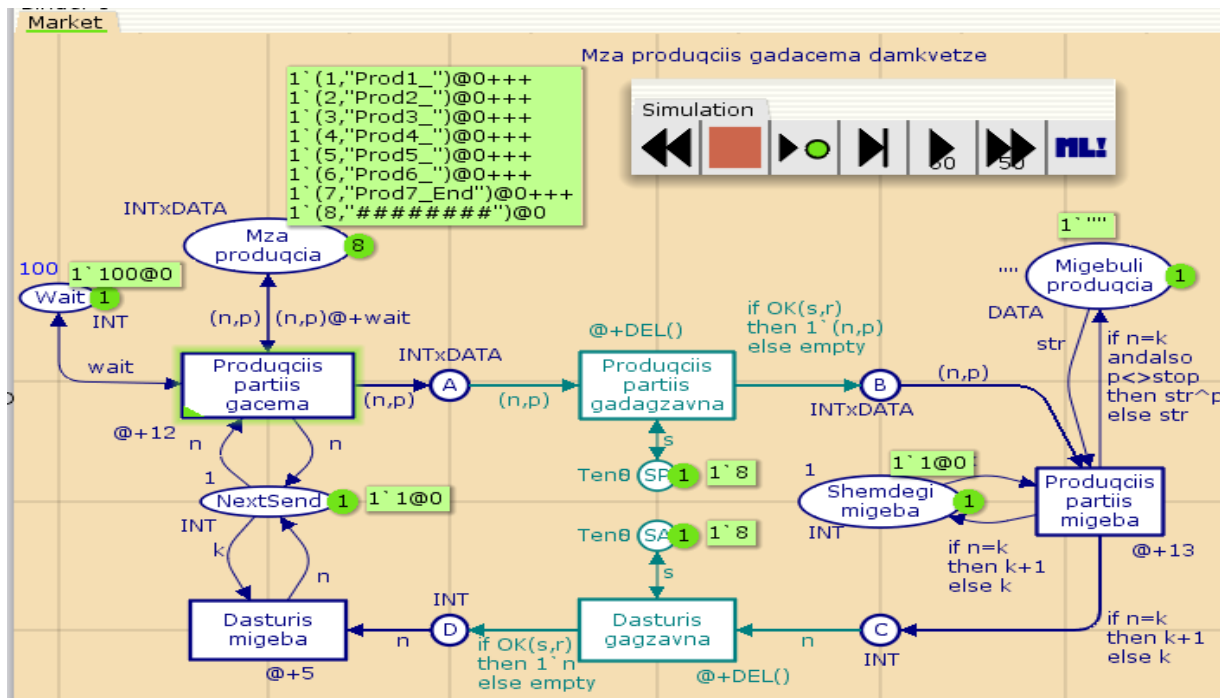 Market
Mza produqciis gadacema damkvetze
1`(1,"Prod1_")@0+++
1`(2,"Prod2_")@0+++
1`(3,"Prod3_")@0+++
1`(4,"Prod4_")@0+++
1`(5,"Prod5_")@0+++
1`(6,"Prod6_")@0+++
1`(7,"Prod7_End")@0+++
1`(8,"########")@0
Simulation
ML!
INTxDATA
Mza
produqcia
8
100
1`100@0
Wait
1
INT
wait
(n,p)
(n,p)@+wait
Produqciis
partiis
gacema
@+12
(n,p)
INTxDATA
A
(n,p)
@+DEL()
Produqciis
partiis
gadagzavna
if OK(s,r)
then 1`(n,p)
else empty
B
INTxDATA
(n,p)
1`""
""
Migebuli
produqcia
1
DATA
str
if n=k
andalso
p<>stop
then str^p
else str
n
n
1
NextSend
1
1`1@0
INT
k
n
s
Ten0
SP
1
1`8
Ten0
SA
1
1`8
s
1
1`1@0
Shemdegi
migeba
1
INT
if n=k
then k+1
else k
Produqciis
partiis
migeba
@+13
Dasturis
migeba
@+5
n
INT
D
if OK(s,r)
then 1`n
else empty
Dasturis
gagzavna
@+DEL()
n
C
INT
if n=k
then k+1
else k